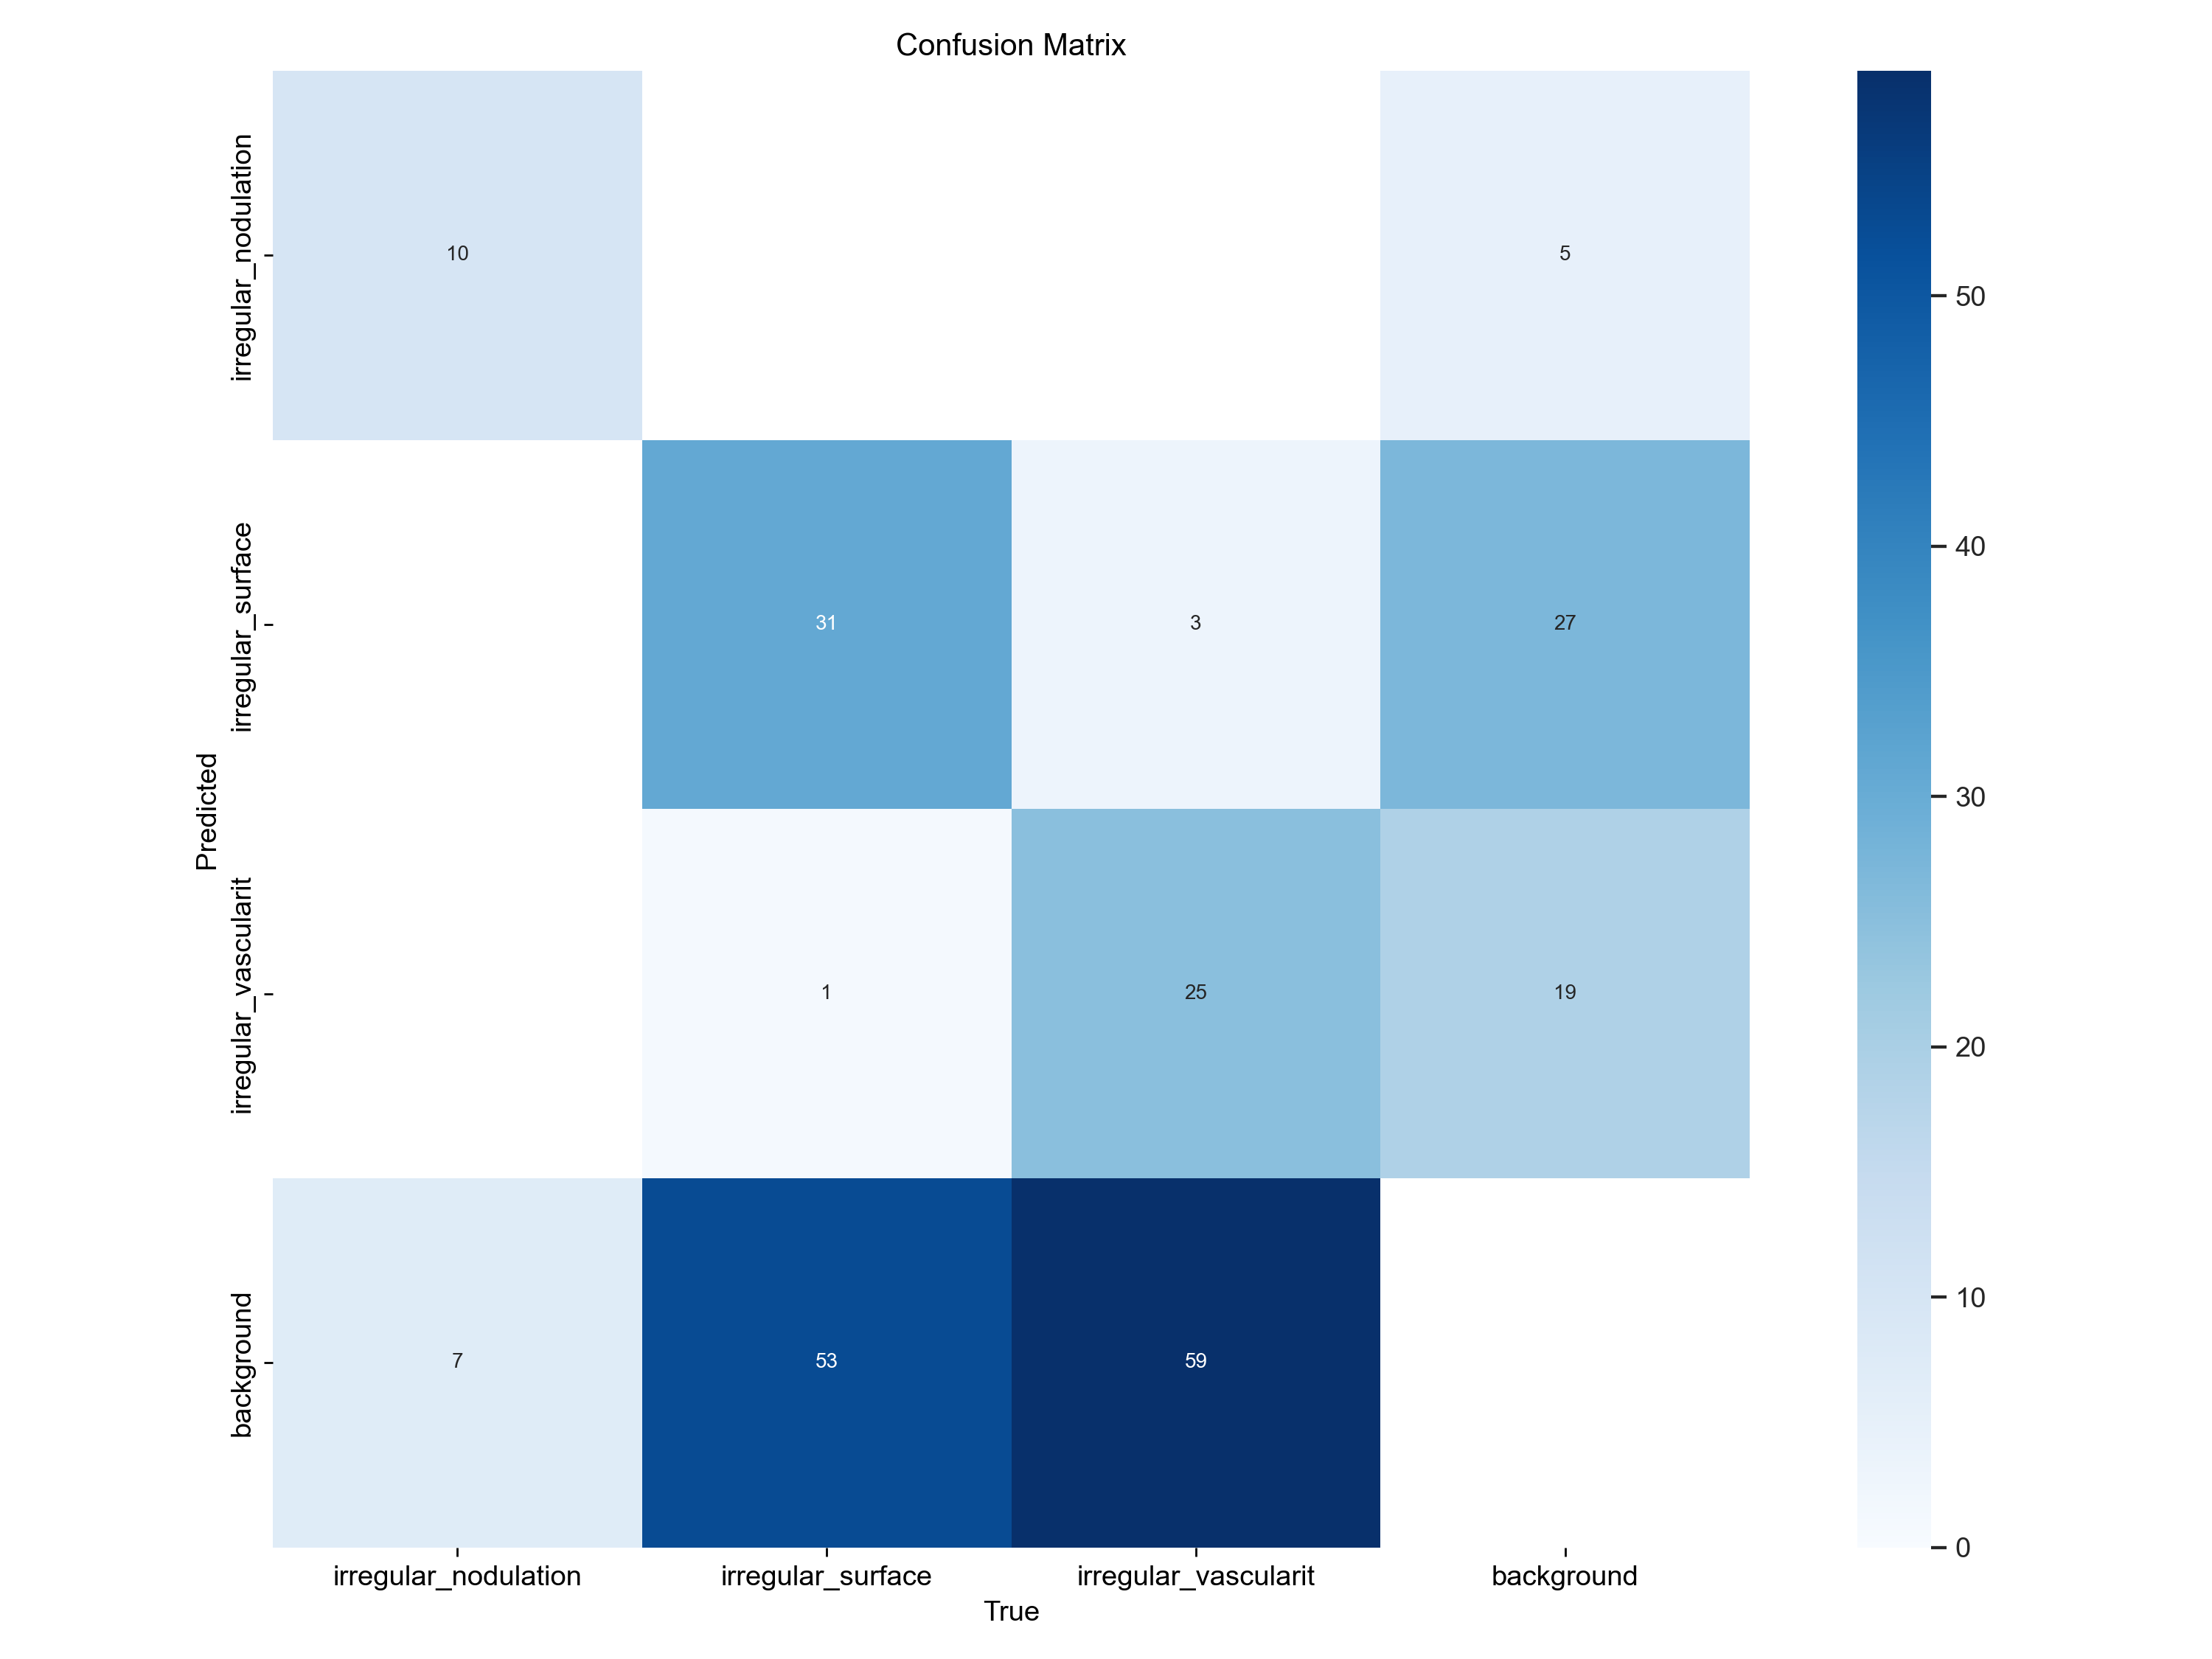 Confusion Matrix
irregular_nodulation
10
5
50
irregular_surface
31
3
27
40
30
Predicted
irregular_vascularit
1
25
19
20
background
7
53
59
10
0
irregular_nodulation
irregular_surface
irregular_vascularit
background
True